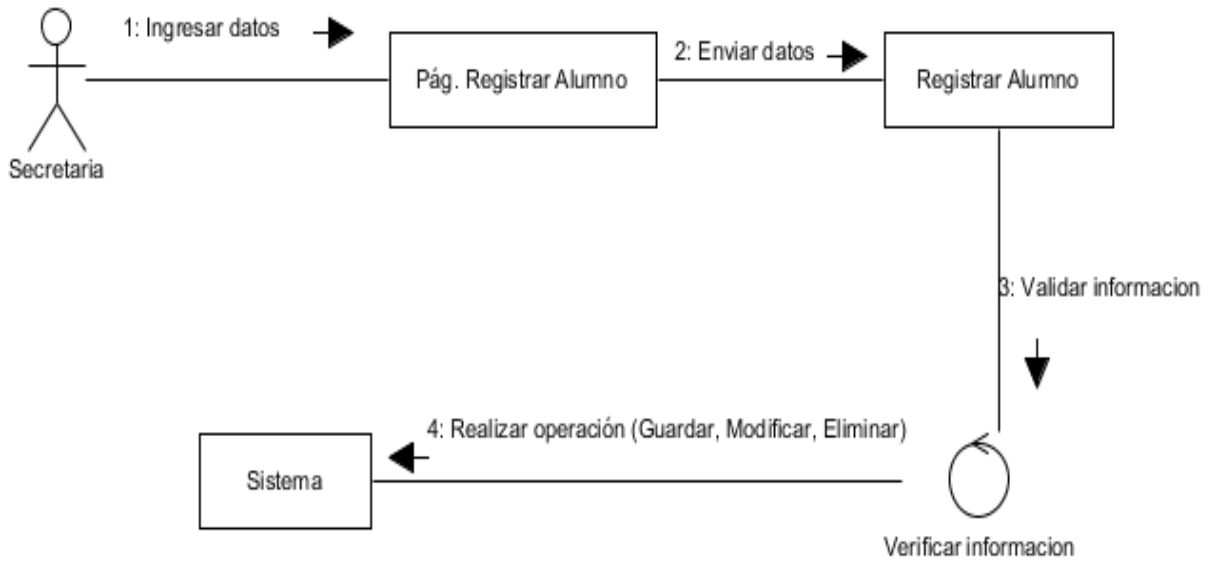 1: Ingresar datos
2: Enviar datos
Pág. Registrar Alumno
Registrar Alumno
Secretaria
3: Validar informacion
4: Realizar operación (Guardar, Modificar, Eliminar)
Sistema
Verificar informacion